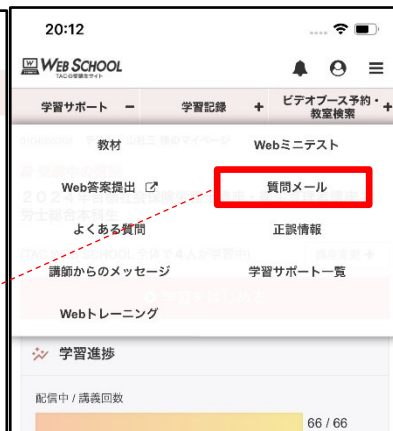 20:12
WEB SCHOOL
TACの受講生サイト
学習サポート − 学習記録 + ビデオブース予約・教室検索 +
教材 Webミニテスト
Web答案提出 質問メール
よくある質問 正誤情報
講師からのメッセージ 学習サポート一覧
Webトレーニング
学習進捗
配信中 / 講義回数
66 / 66